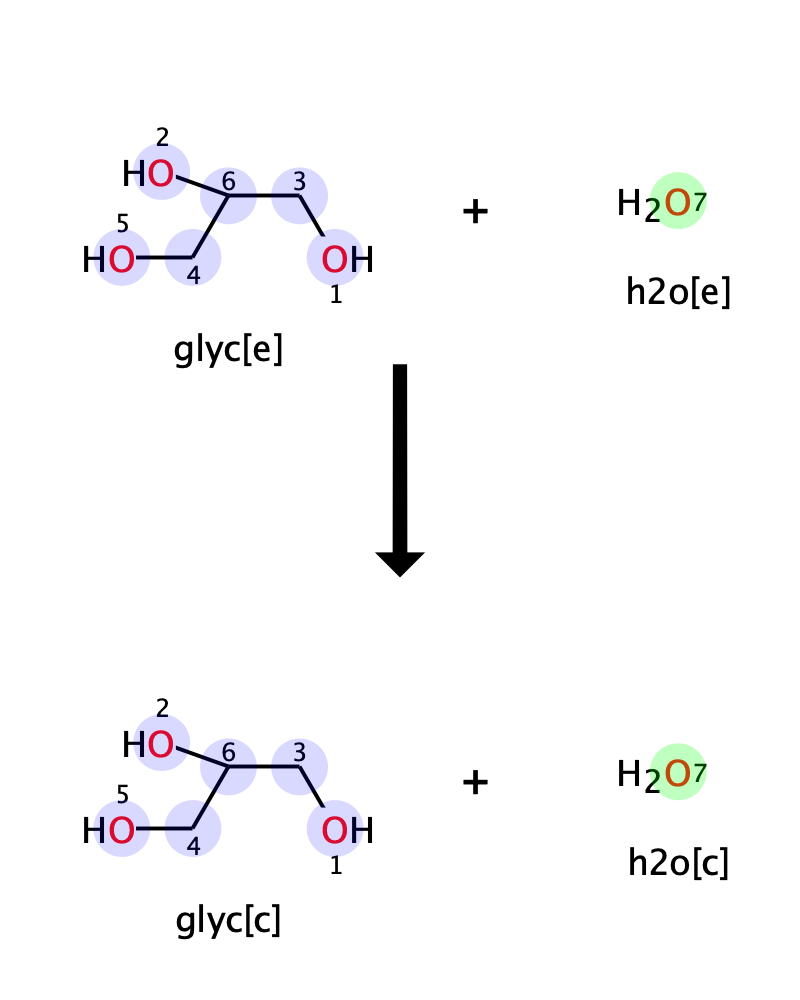 2
HO 6 3
5
HO 4 OH
1
+
H2O7
glyc[e]
h2o[e]
2
HO 6 3
5
HO 4 OH
1
+
H2O7
glyc[c]
h2o[c]